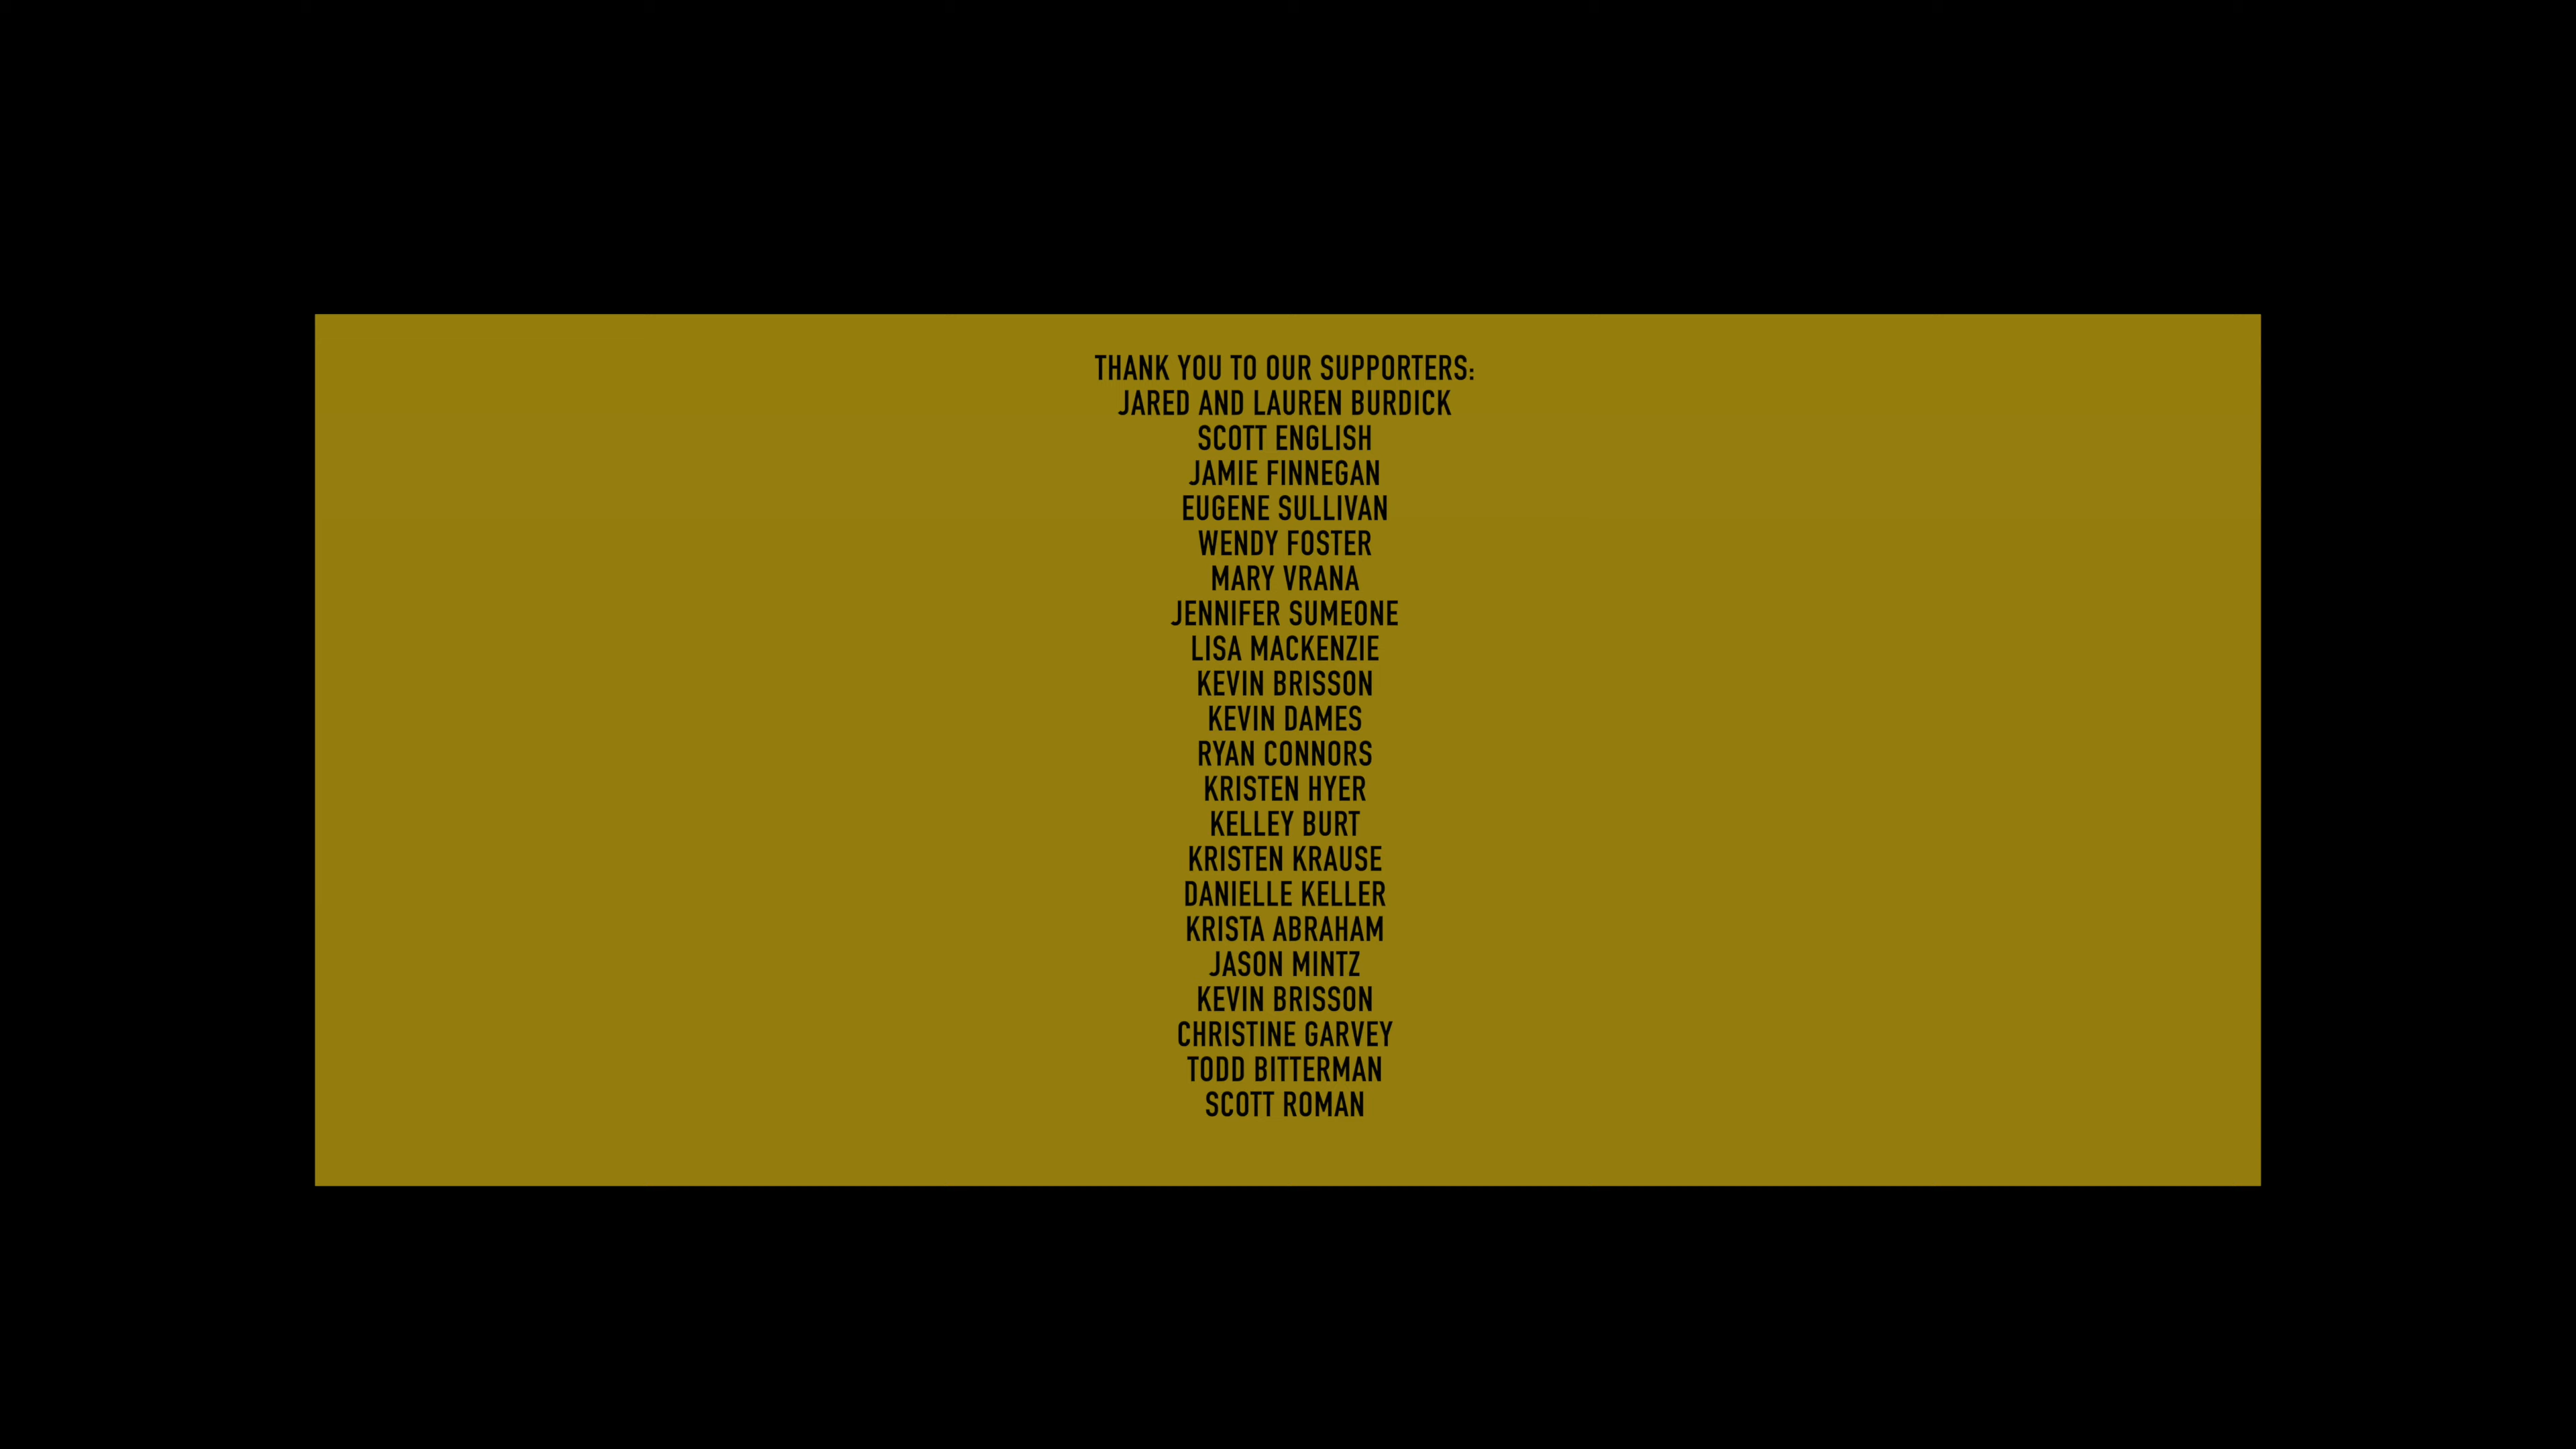 THANK YOU TO OUR SUPPORTERS:
JARED AND LAUREN BURDICK
SCOTT ENGLISH
JAMIE FINNEGAN
EUGENE SULLIVAN
WENDY FOSTER
MARY VRANA
JENNIFER SUMEONE
LISA MACKENZIE
KEVIN BRISSON
KEVIN DAMES
RYAN CONNORS
KRISTEN HYER
KELLEY BURT
KRISTEN KRAUSE
DANIELLE KELLER
KRISTA ABRAHAM
JASON MINTZ
KEVIN BRISSON
CHRISTINE GARVEY
TODD BITTERMAN
SCOTT ROMAN